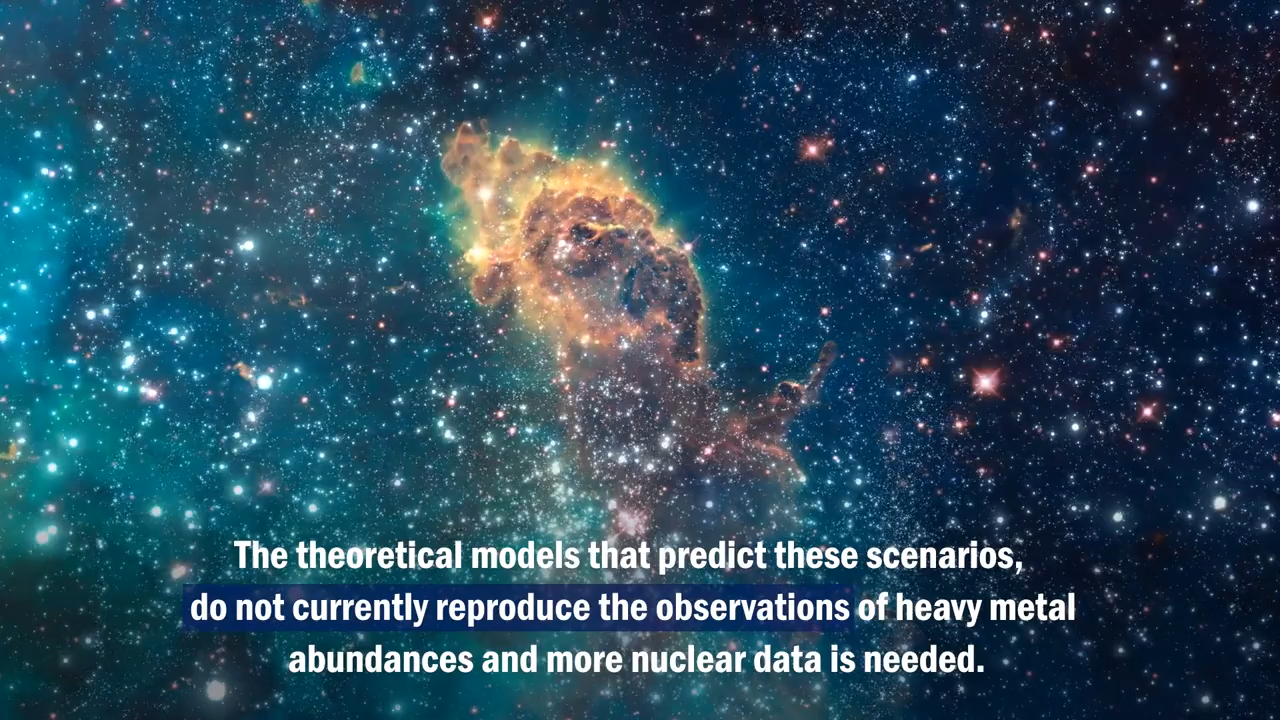 The theoretical models that predict these scenarios,
do not currently reproduce the observations of heavy metal
abundances and more nuclear data is needed.